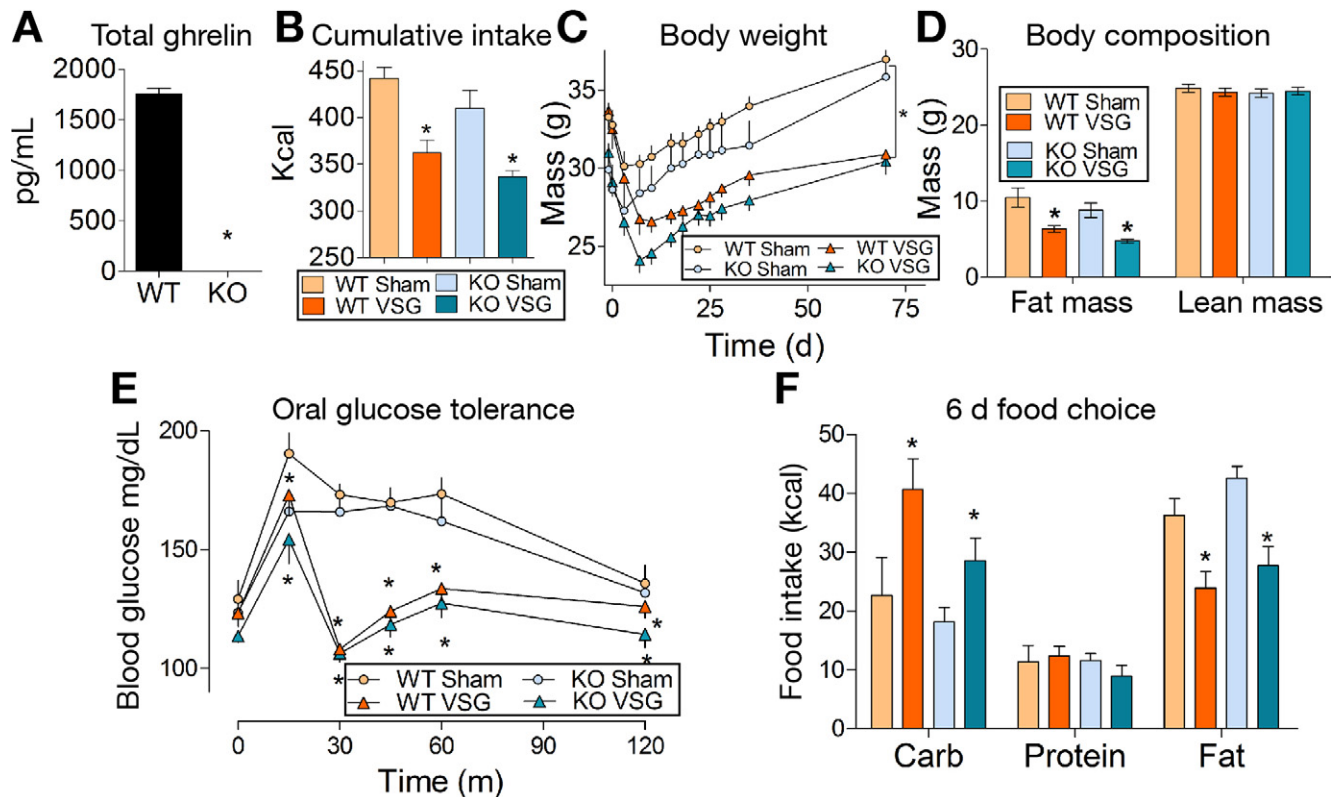 A Total ghrelin
pg/mL
2000
1500
1000
500
0
*
WT KO
B Cumulative intake
Kcal
450
400
350
300
250
* *
WT Sham KO Sham
WT VSG KO VSG
C Body weight
Mass (g)
35
30
25
*
WT Sham WT VSG
KO Sham KO VSG
0 25 50 75
Time (d)
D Body composition
Mass (g)
30
20
10
0
WT Sham
WT VSG
KO Sham
KO VSG
* *
Fat mass Lean mass
E Oral glucose tolerance
Blood glucose mg/dL
200
150
100
* * * *
* * * * * *
WT Sham KO Sham
WT VSG KO VSG
0 30 60 90 120
Time (m)
F 6 d food choice
Food intake (kcal)
50
40
30
20
10
0
* * * *
Carb Protein Fat